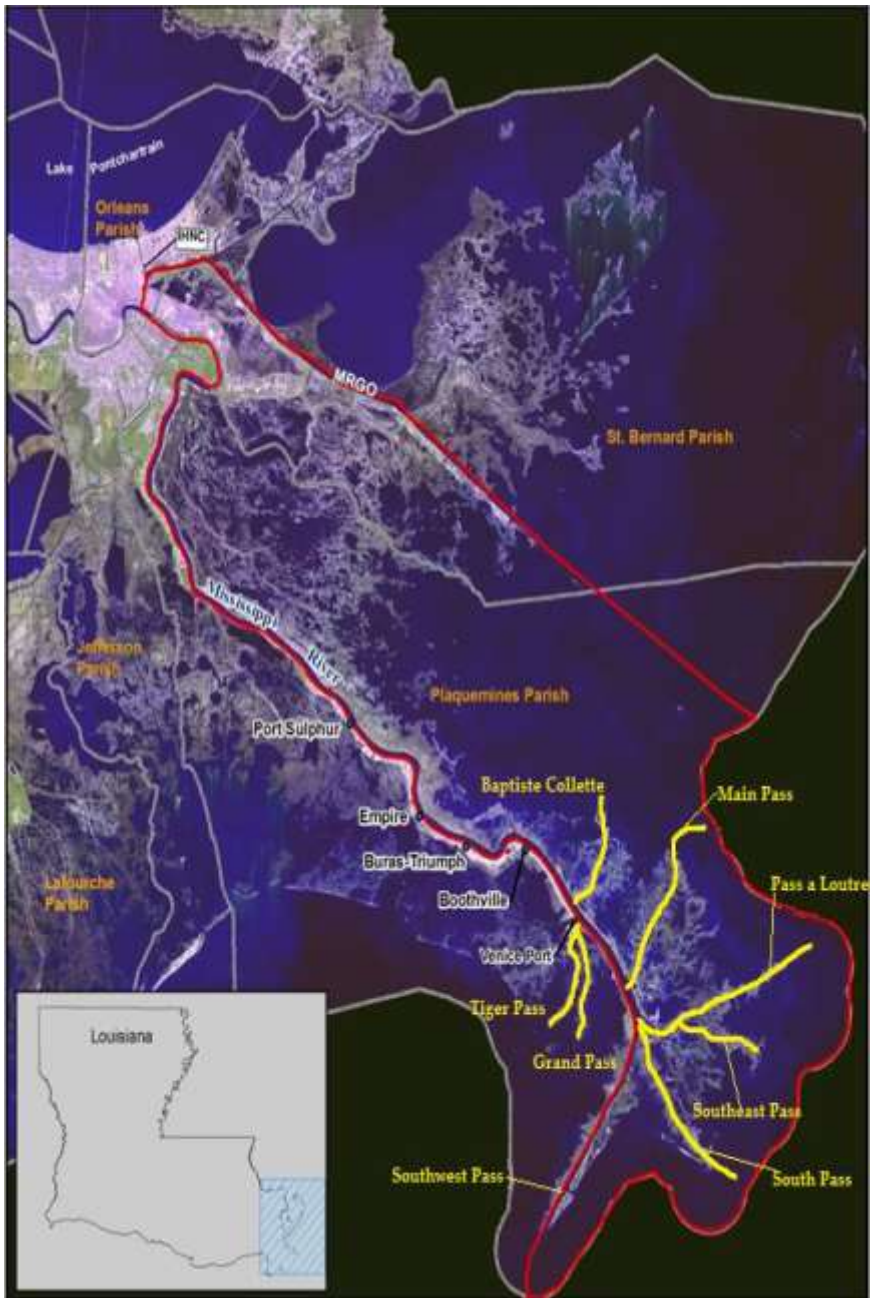 Lake Pontchartrain
Orleans
Parish
IHNC
MRGO
St. Bernard Parish
Mississippi
River
Jefferson
Parish
Plaquemines Parish
Port Sulphur
Baptiste Collette
Main Pass
Empire
Buras-Triumph
Pass a Loutre
Lafourche
Parish
Boothville
Venice Port
Tiger Pass
Louisiana
Grand Pass
Southeast Pass
Southwest Pass
South Pass